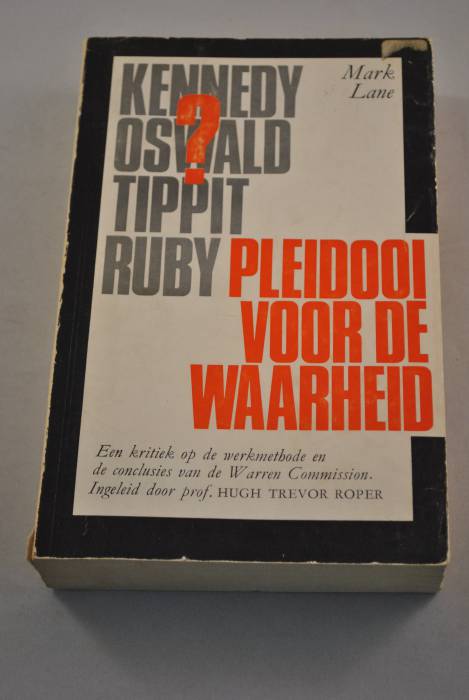 Mark
Lane
KENNEDY
OSWALD
?
TIPPIT
RUBY
PLEIDOOI
VOOR DE
WAARHEID
Een kritiek op de werkmethode en
de conclusies van de Warren Commission.
Ingeleid door prof. HUGH TREVOR ROPER